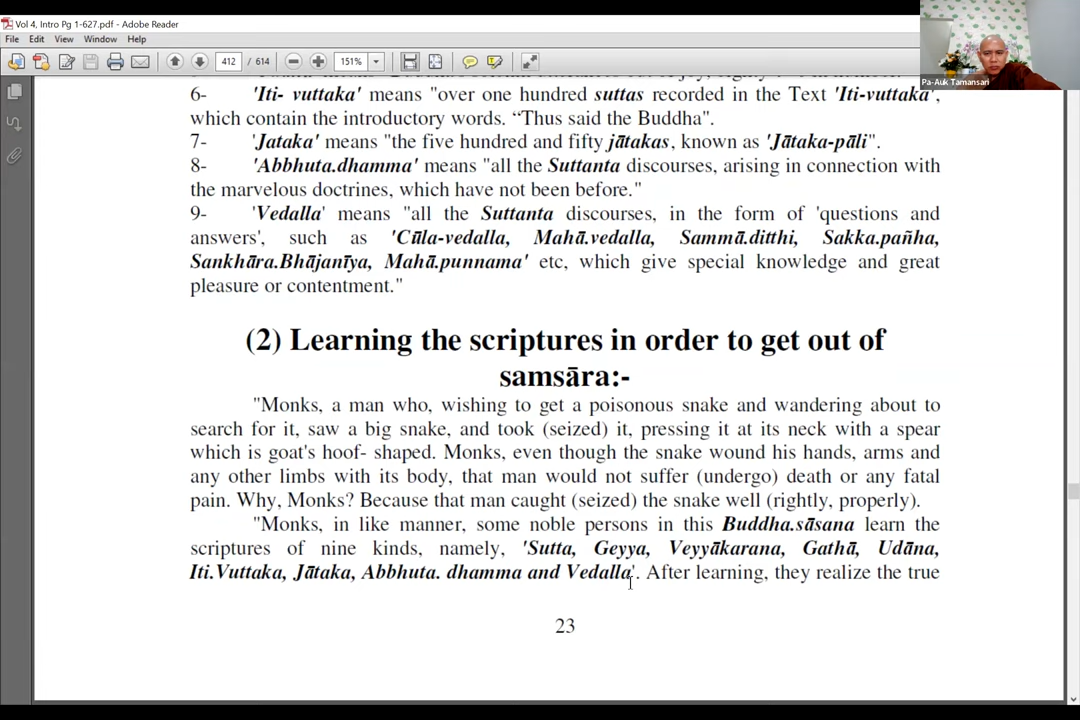 Vol 4, Intro Pg 1-627.pdf - Adobe Reader
File Edit View Window Help
412 / 614 151%
Pa-Auk Tamansari
6- 'Iti- vuttaka' means "over one hundred suttas recorded in the Text 'Iti-vuttaka',
which contain the introductory words. “Thus said the Buddha".
7- 'Jataka' means "the five hundred and fifty jātakas, known as 'Jātaka-pāli".
8- 'Abbhuta.dhamma' means "all the Suttanta discourses, arising in connection with
the marvelous doctrines, which have not been before."
9- 'Vedalla' means "all the Suttanta discourses, in the form of 'questions and
answers', such as 'Cūla-vedalla, Mahā.vedalla, Sammā.ditthi, Sakka.pañha,
Sankhāra.Bhājanīya, Mahā.punnama' etc, which give special knowledge and great
pleasure or contentment."
(2) Learning the scriptures in order to get out of
samsāra:-
"Monks, a man who, wishing to get a poisonous snake and wandering about to
search for it, saw a big snake, and took (seized) it, pressing it at its neck with a spear
which is goat's hoof- shaped. Monks, even though the snake wound his hands, arms and
any other limbs with its body, that man would not suffer (undergo) death or any fatal
pain. Why, Monks? Because that man caught (seized) the snake well (rightly, properly).
"Monks, in like manner, some noble persons in this Buddha.sāsana learn the
scriptures of nine kinds, namely, 'Sutta, Geyya, Veyyākarana, Gathā, Udāna,
Iti.Vuttaka, Jātaka, Abbhuta. dhamma and Vedalla'. After learning, they realize the true
23